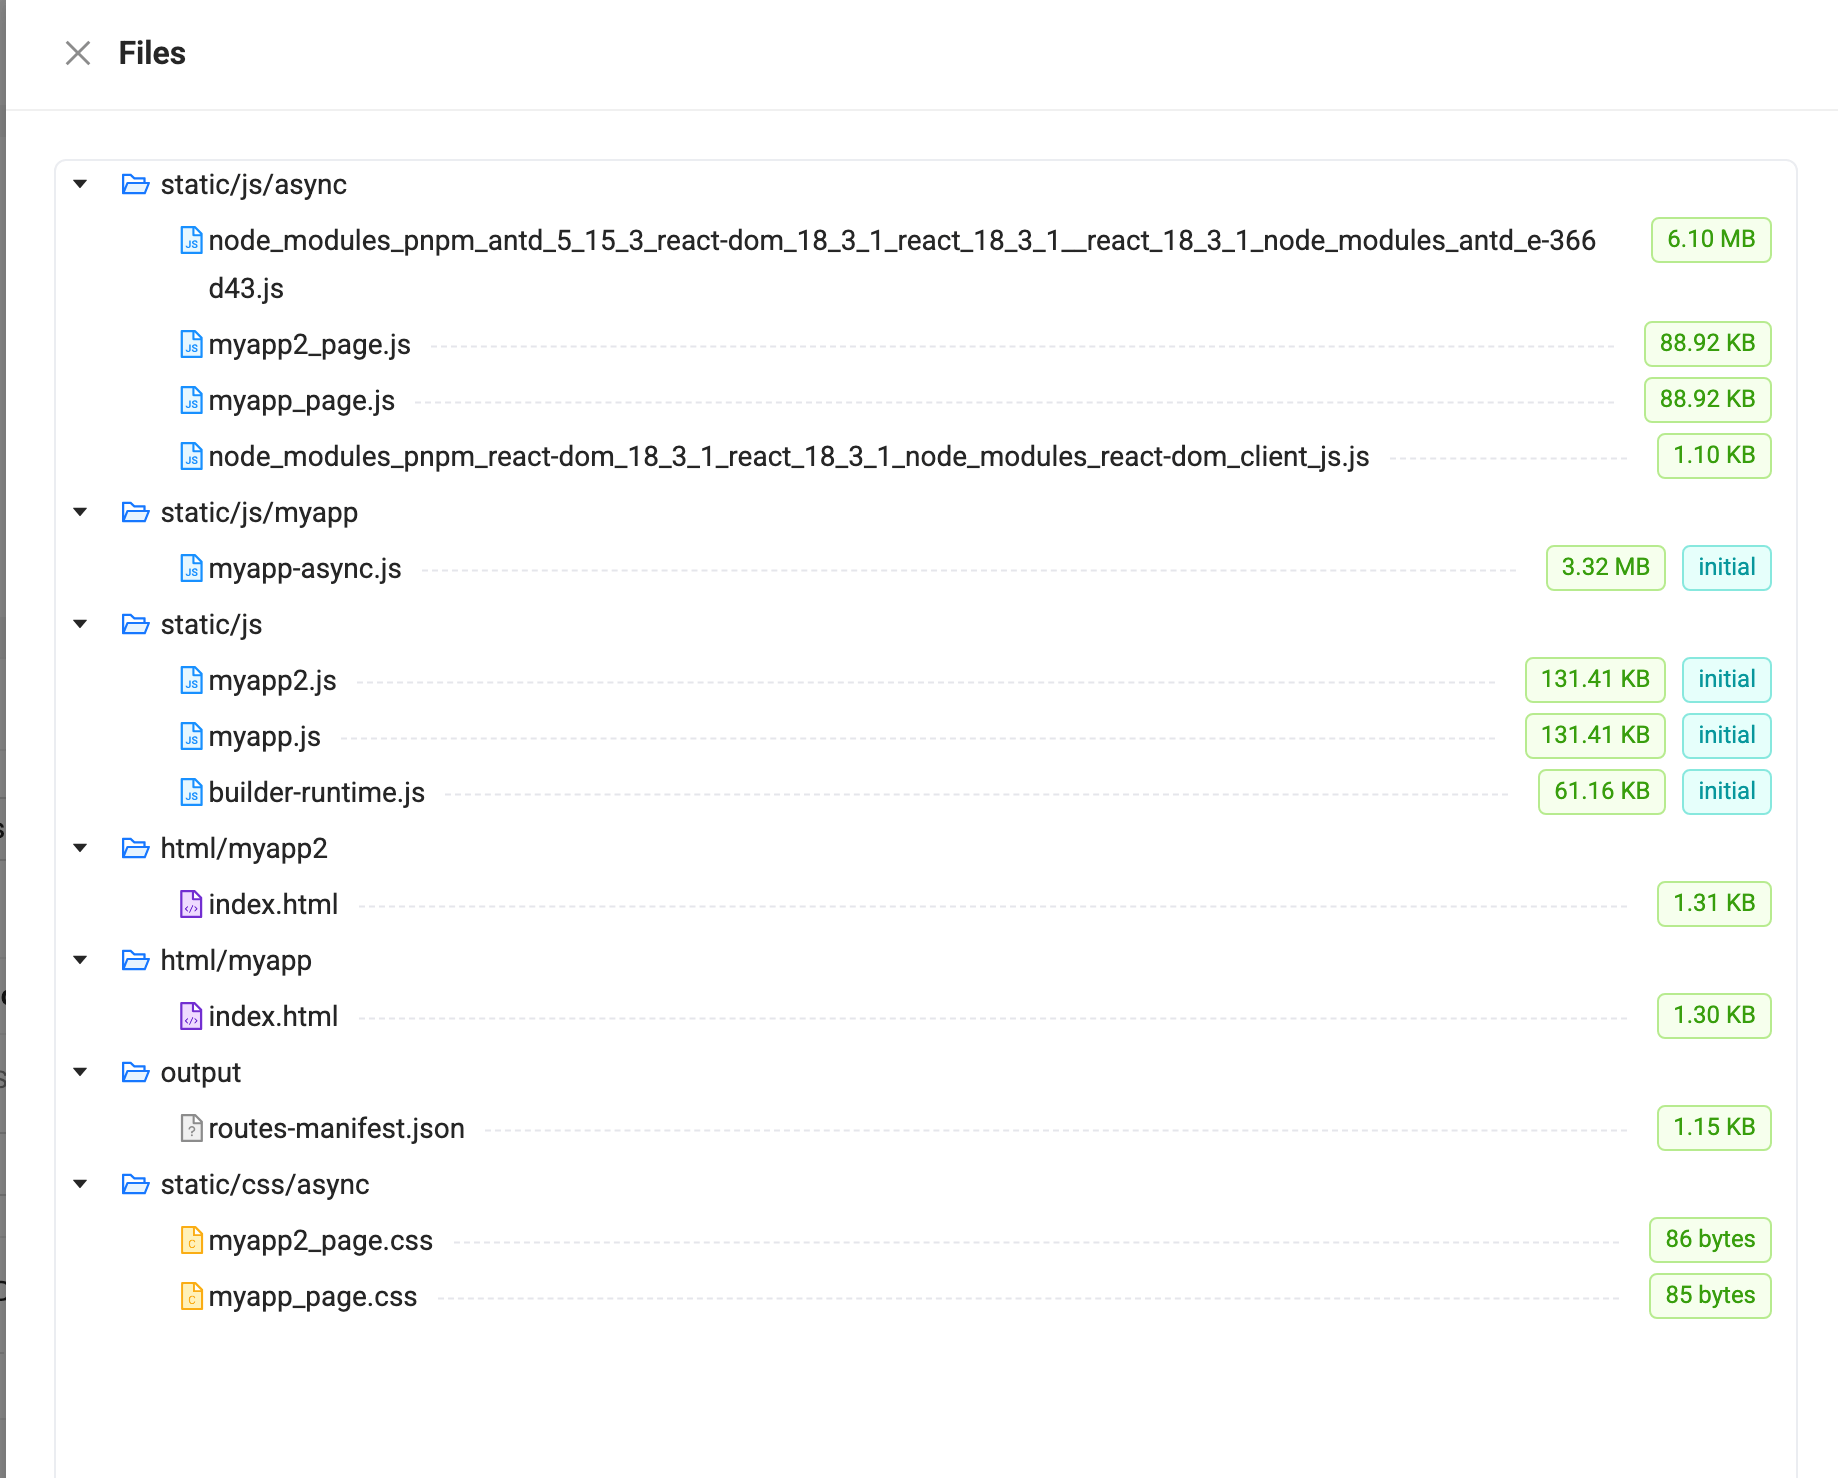 Files
static/js/async
node_modules_pnpm_antd_5_15_3_react-dom_18_3_1_react_18_3_1__react_18_3_1_node_modules_antd_e-366 6.10 MB
d43.js
myapp2_page.js 88.92 KB
myapp_page.js 88.92 KB
node_modules_pnpm_react-dom_18_3_1_react_18_3_1_node_modules_react-dom_client_js.js 1.10 KB
static/js/myapp
myapp-async.js 3.32 MB initial
static/js
myapp2.js 131.41 KB initial
myapp.js 131.41 KB initial
builder-runtime.js 61.16 KB initial
html/myapp2
index.html 1.31 KB
html/myapp
index.html 1.30 KB
output
routes-manifest.json 1.15 KB
static/css/async
myapp2_page.css 86 bytes
myapp_page.css 85 bytes